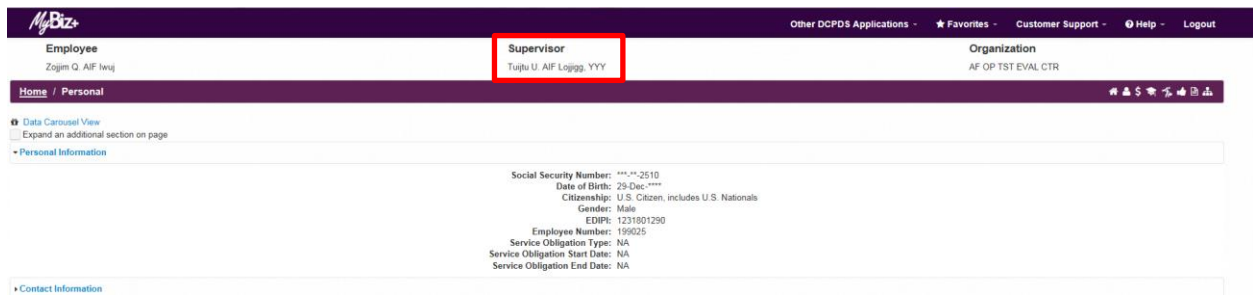 MyBiz+ Other DCPDS Applications Favorites Customer Support Help Logout
Employee Supervisor Organization
Zojjim Q. AIF Iwuj Tuijtu U. AIF Lojjigg, YYY AF OP TST EVAL CTR
Home / Personal
Data Carousel View
Expand an additional section on page
Personal Information
Social Security Number: ***-**-2510
Date of Birth: 29-Dec-****
Citizenship: U.S. Citizen, includes U.S. Nationals
Gender: Male
EDIPI: 1231801290
Employee Number: 199025
Service Obligation Type: NA
Service Obligation Start Date: NA
Service Obligation End Date: NA
Contact Information